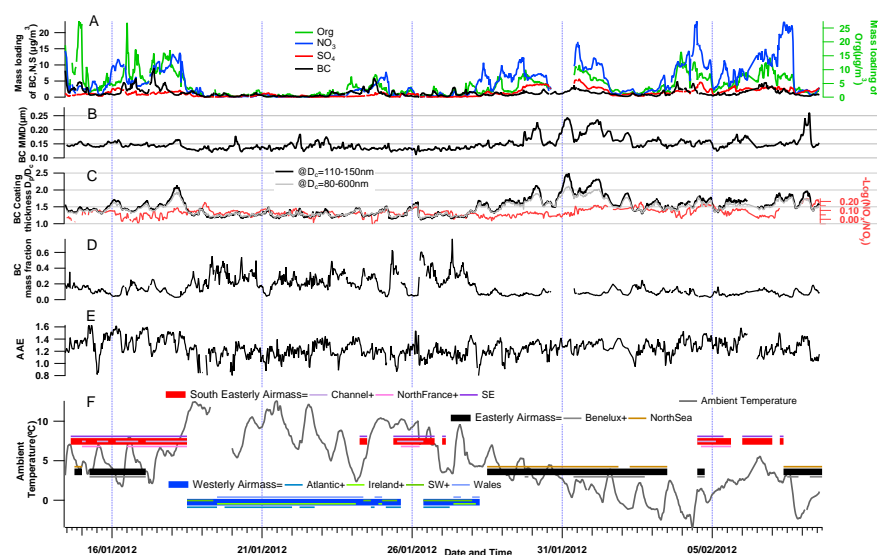 A
Org
NO3
SO4
BC
Mass loading
of BC,N,S (µg/m3)
20
15
10
5
0
25
20
15
10
5
0
Mass loading of
Org(µg/m3)
B
BC MMD(µm)
0.25
0.20
0.15
0.10
C
@Dc=110-150nm
@Dc=80-600nm
BC Coating
thickness Dp/Dc
2.5
2.0
1.5
1.0
0.20
0.10
0.00
-Log(NOx/NOy)
D
BC
mass fraction
0.6
0.4
0.2
0.0
E
AAE
1.6
1.4
1.2
1.0
0.8
F
South Easterly Airmass= Channel+ NorthFrance+ SE
Ambient Temperature
Easterly Airmass= Benelux+ NorthSea
Westerly Airmass= Atlantic+ Ireland+ SW+ Wales
Ambient
Temperature(ºC)
10
5
0
16/01/2012 21/01/2012 26/01/2012 31/01/2012 05/02/2012
Date and Time